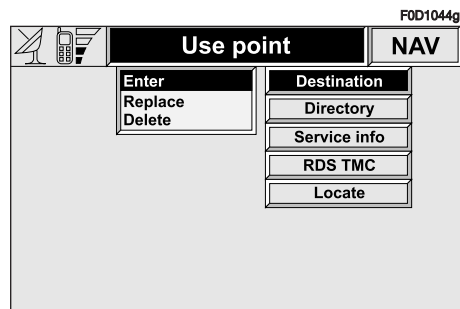 F0D1044g
Use point
NAV
Enter
Replace
Delete
Destination
Directory
Service info
RDS TMC
Locate